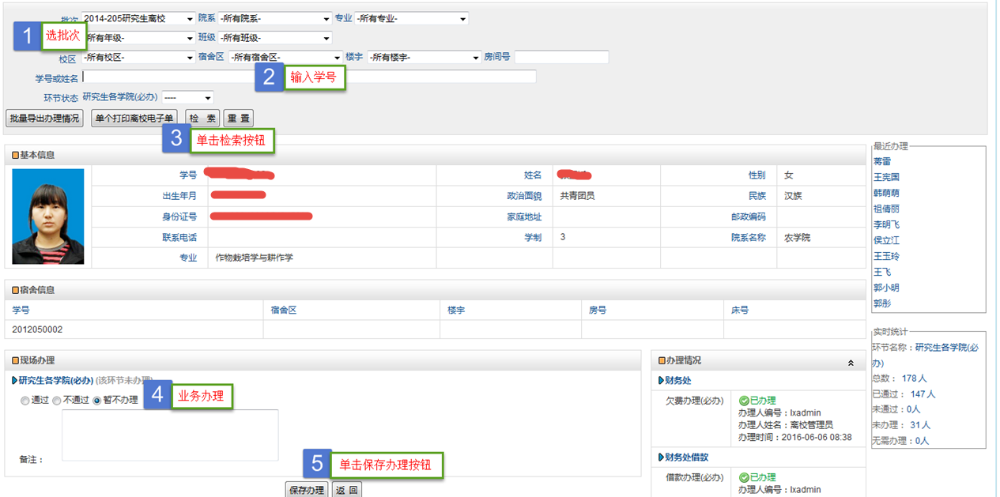 批次 2014-205研究生离校 院系 -所有院系- 专业 -所有专业-
1 选批次
所有年级- 班级 -所有班级-
校区 -所有校区- 宿舍区 -所有宿舍区- 楼宇 -所有楼宇- 房间号
学号或姓名
2 输入学号
环节状态 研究生各学院(必办) ----
批量导出办理情况 单个打印离校电子单 检 索 重 置
3 单击检索按钮
基本信息
学号 姓名 性别 女
出生年月 政治面貌 共青团员 民族 汉族
身份证号 家庭地址 邮政编码
联系电话 学制 3 院系名称 农学院
专业 作物栽培学与耕作学
宿舍信息
学号 宿舍区 楼宇 房号 床号
2012050002
现场办理
研究生各学院(必办) (该环节未办理)
通过 不通过 暂不办理
4 业务办理
备注：
5 单击保存办理按钮
保存办理 返 回
办理情况
财务处
欠费办理(必办) 已办理
办理人编号：lxadmin
办理人姓名：离校管理员
办理时间：2016-06-06 08:38
财务处借款
借款办理(必办) 已办理
办理人编号：lxadmin
最近办理
蒋雷
王宪国
韩萌萌
祖倩丽
李明飞
侯立江
王玉玲
王飞
郭小明
郭彤
实时统计
环节名称：研究生各学院(必
办)
总数： 178人
已通过： 147人
未通过：0人
未办理： 31人
无需办理：0人